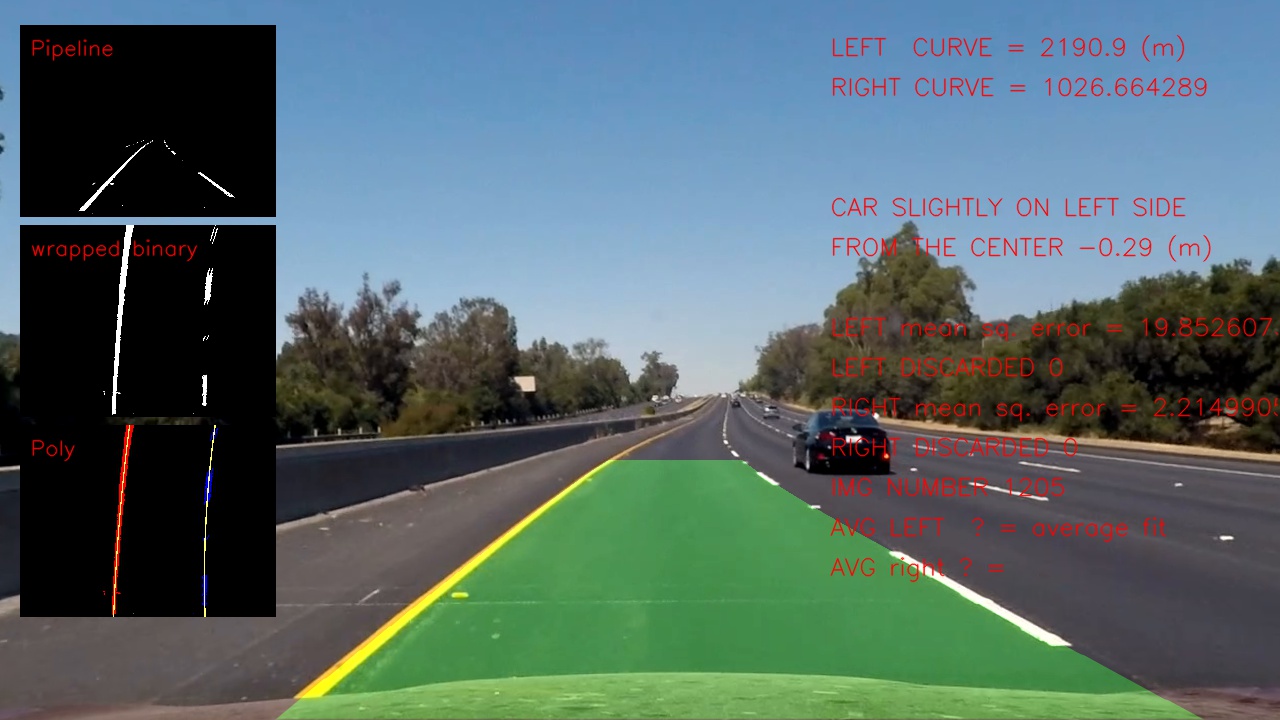 Pipeline
wrapped binary
Poly
LEFT CURVE = 2190.9 (m)
RIGHT CURVE = 1026.664289
CAR SLIGHTLY ON LEFT SIDE
FROM THE CENTER -0.29 (m)
LEFT mean sq. error = 19.852607
LEFT DISCARDED 0
RIGHT mean sq. error = 2.214990
RIGHT DISCARDED 0
IMG NUMBER 1205
AVG LEFT ? = average fit
AVG right ? =